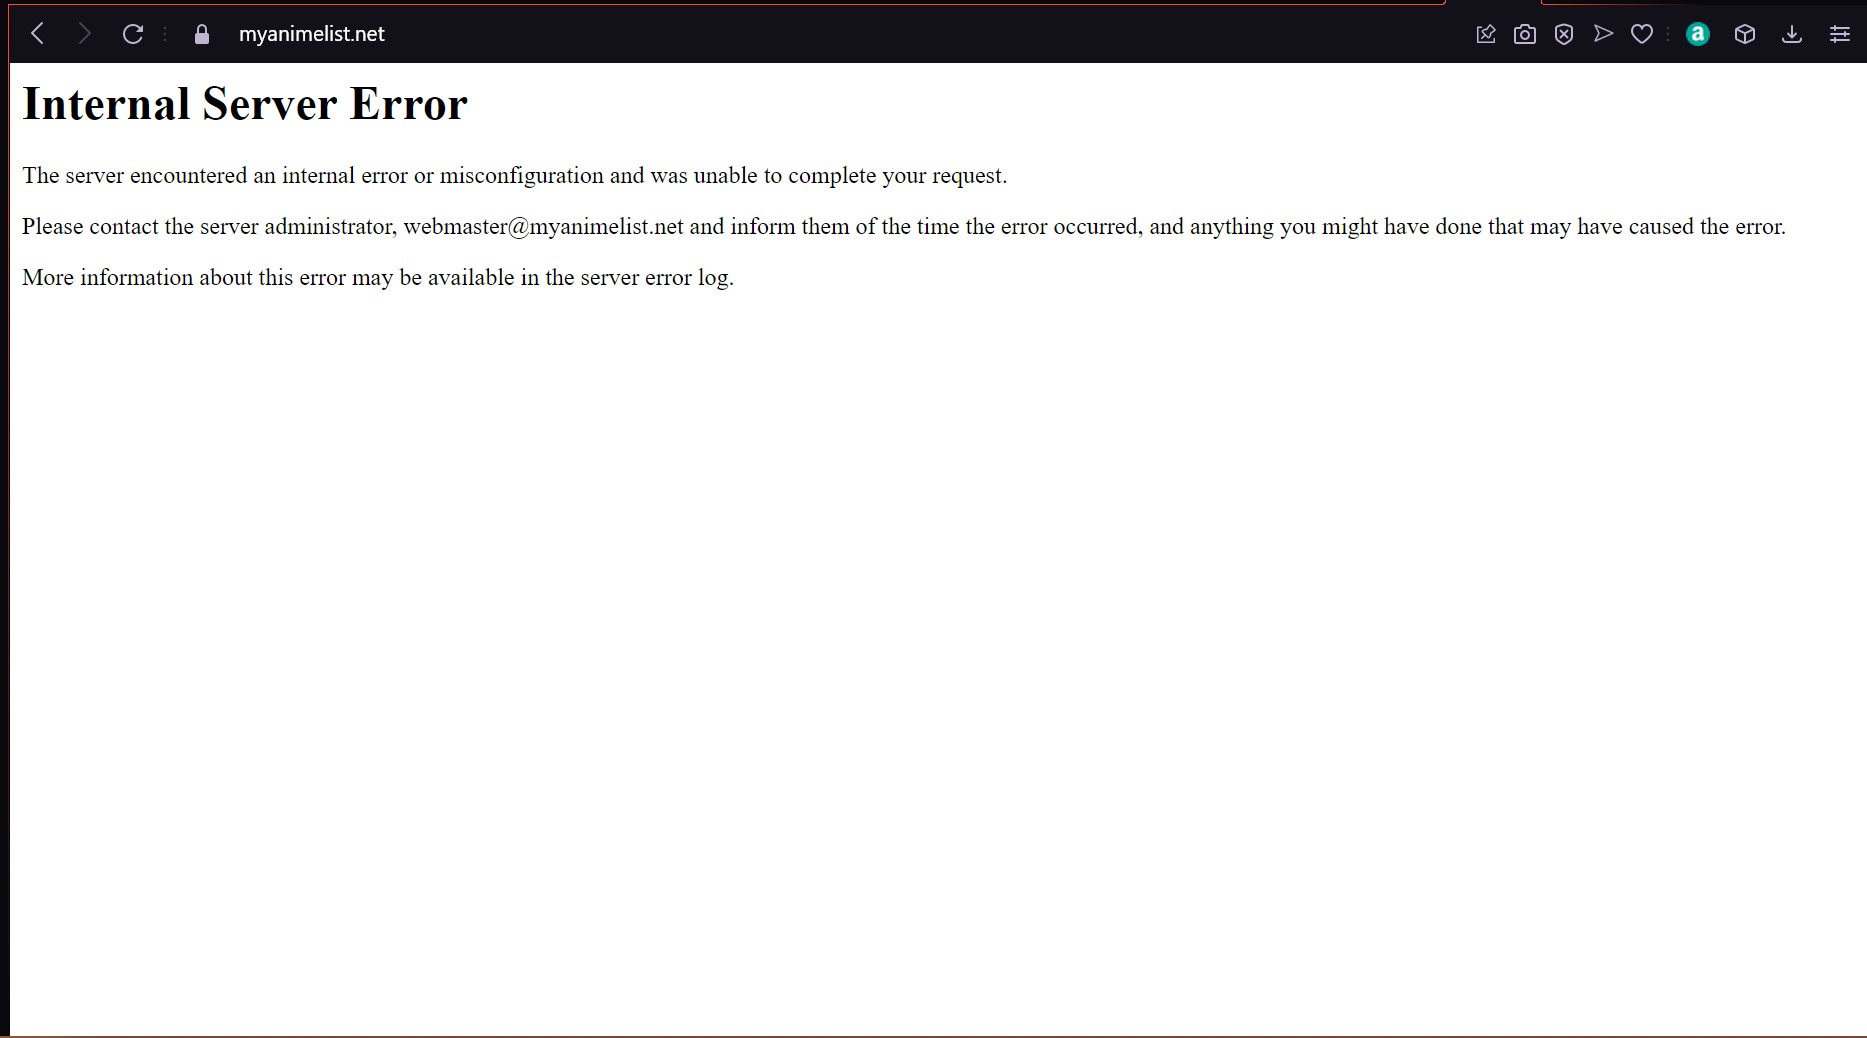 myanimelist.net
a
Internal Server Error
The server encountered an internal error or misconfiguration and was unable to complete your request.
Please contact the server administrator, webmaster@myanimelist.net and inform them of the time the error occurred, and anything you might have done that may have caused the error.
More information about this error may be available in the server error log.